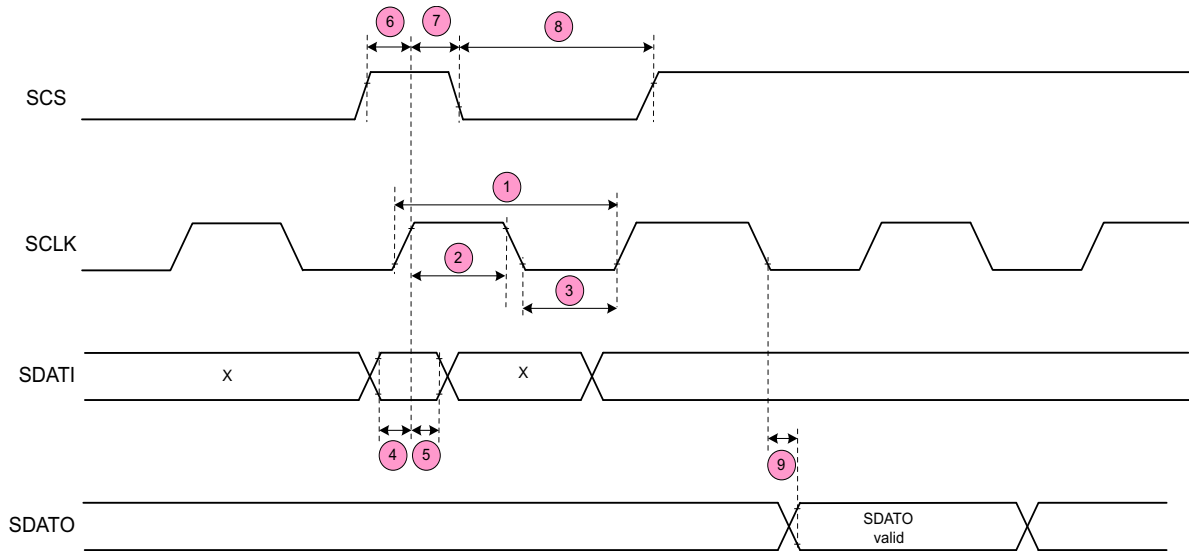 6 7 8
SCS
1
SCLK
2
3
SDATI X X
4 5 9
SDATO SDATO
valid